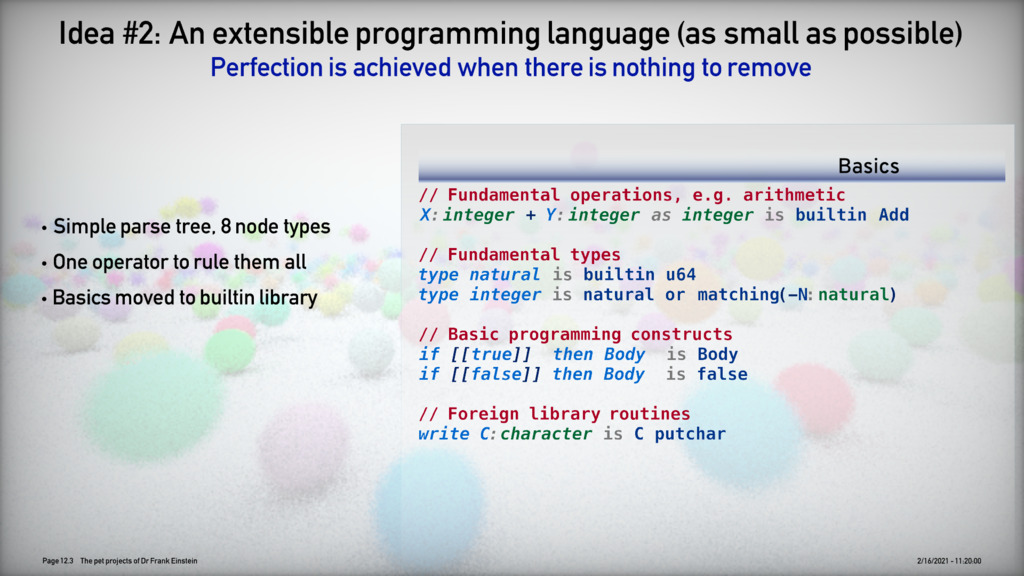 Idea #2: An extensible programming language (as small as possible)
Perfection is achieved when there is nothing to remove
• Simple parse tree, 8 node types
• One operator to rule them all
• Basics moved to builtin library
Basics
// Fundamental operations, e.g. arithmetic
X:integer + Y:integer as integer is builtin Add
// Fundamental types
type natural is builtin u64
type integer is natural or matching(-N:natural)
// Basic programming constructs
if [[true]]  then Body  is Body
if [[false]] then Body  is false
// Foreign library routines
write C:character is C putchar
Page 12.3 The pet projects of Dr Frank Einstein
2/16/2021 - 11:20:00